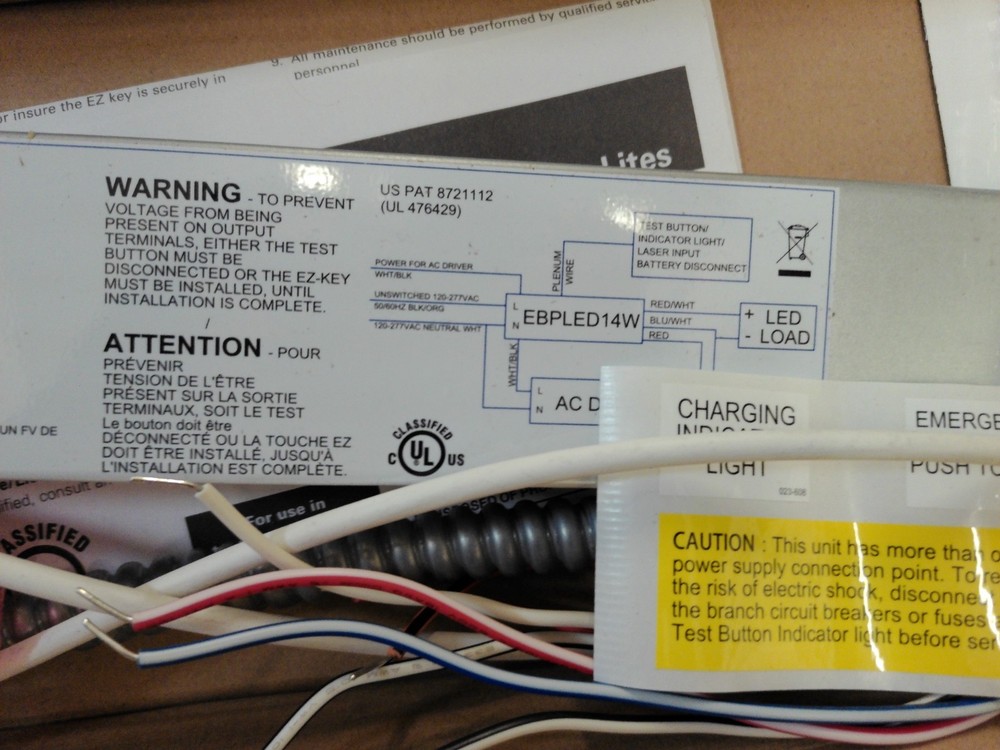 9. All maintenance should be performed by qualified
personnel
or insure the EZ key is securely in
Lites
WARNING - TO PREVENT
VOLTAGE FROM BEING
PRESENT ON OUTPUT
TERMINALS, EITHER THE TEST
BUTTON MUST BE
DISCONNECTED OR THE EZ-KEY
MUST BE INSTALLED, UNTIL
INSTALLATION IS COMPLETE.
/
ATTENTION - POUR
PRÉVENIR
TENSION DE L'ÊTRE
PRÉSENT SUR LA SORTIE
TERMINAUX, SOIT LE TEST
Le bouton doit être
DÉCONNECTÉ OU LA TOUCHE EZ
DOIT ÊTRE INSTALLÉ, JUSQU'À
L'INSTALLATION EST COMPLÈTE.
UN FV DE
US PAT 8721112
(UL 476429)
POWER FOR AC DRIVER
WHT/BLK
UNSWITCHED 120-277VAC
50/60HZ BLK/ORG
120-277VAC NEUTRAL WHT
PLENUM
WIRE
TEST BUTTON/
INDICATOR LIGHT/
LASER INPUT
BATTERY DISCONNECT
L
N
EBPLED14W
RED/WHT
BLU/WHT
RED
+ LED
- LOAD
WHT/BLK
L
N
AC D
CLASSIFIED
C UL US
CHARGING
LIGHT
EMERGE
PUSH TO
For use in
ified, consult
ASSIFIED
CAUTION : This unit has more than o
power supply connection point. To re
the risk of electric shock, disconne
the branch circuit breakers or fuses
Test Button Indicator light before ser